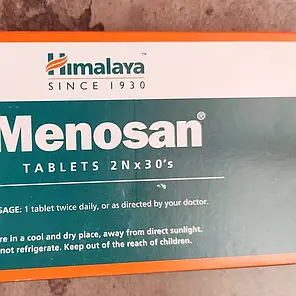 Himalaya™
SINCE 1930
Menosan®
TABLETS 2Nx30's
SAGE: 1 tablet twice daily, or as directed by your doctor.
re in a cool and dry place, away from direct sunlight.
not refrigerate. Keep out of the reach of children.